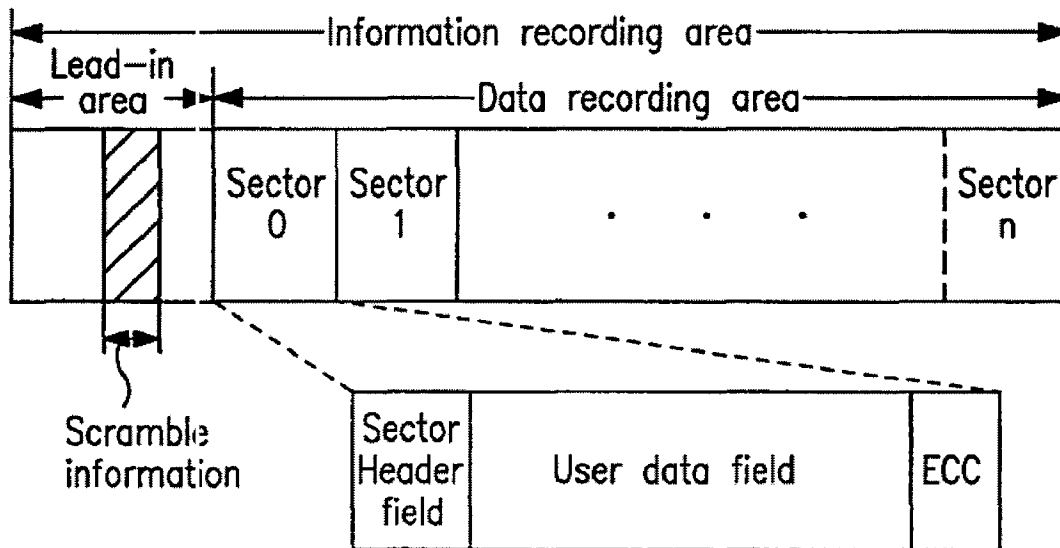 Information recording area
Lead-in
area
Data recording area
Sector
0
Sector
1
. . .
Sector
n
Scramble
information
Sector
Header
field
User data field
ECC